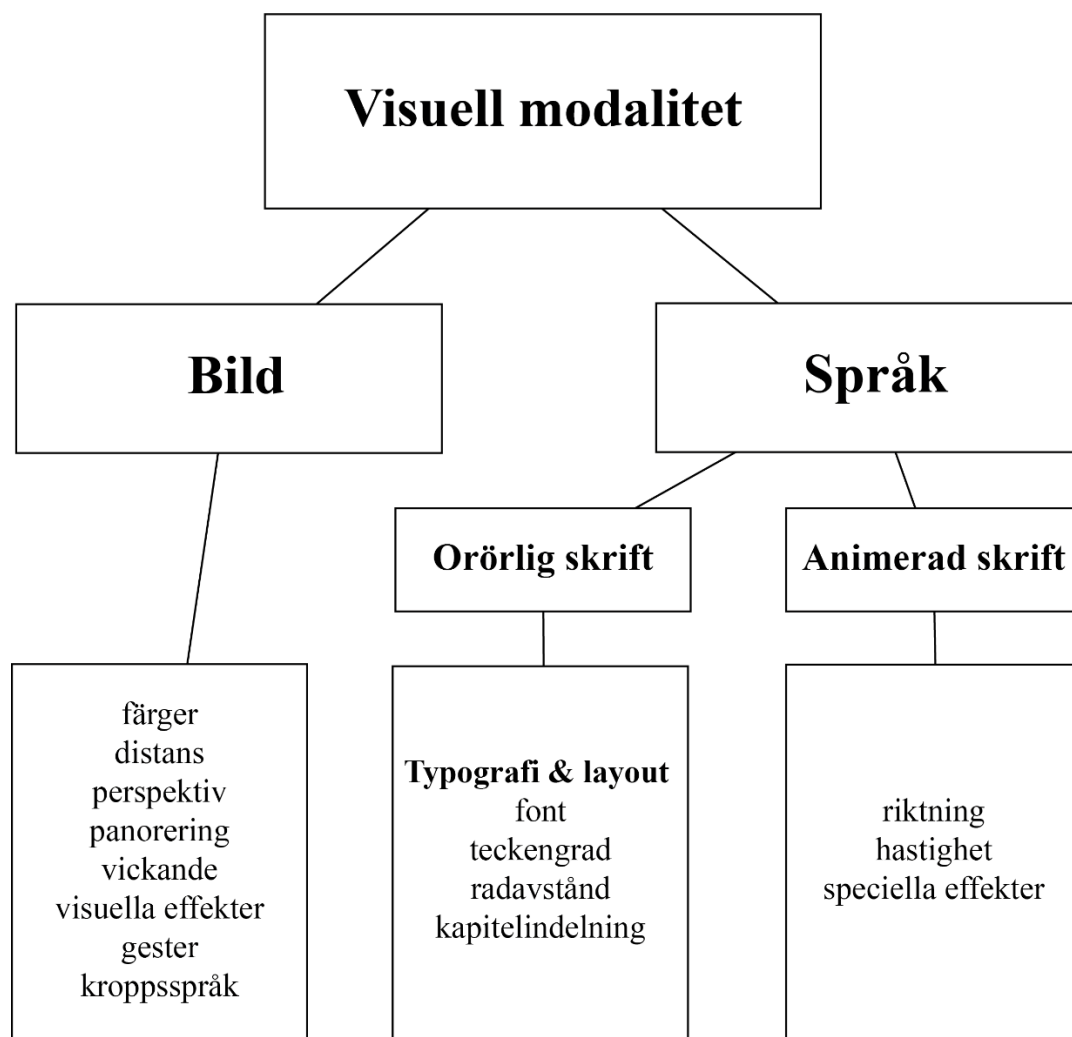 Visuell modalitet
Bild
Språk
Orörlig skrift
Animerad skrift
färger
distans
perspektiv
panorering
vickande
visuella effekter
gester
kroppsspråk
Typografi & layout
font
teckengrad
radavstånd
kapitelindelning
riktning
hastighet
speciella effekter